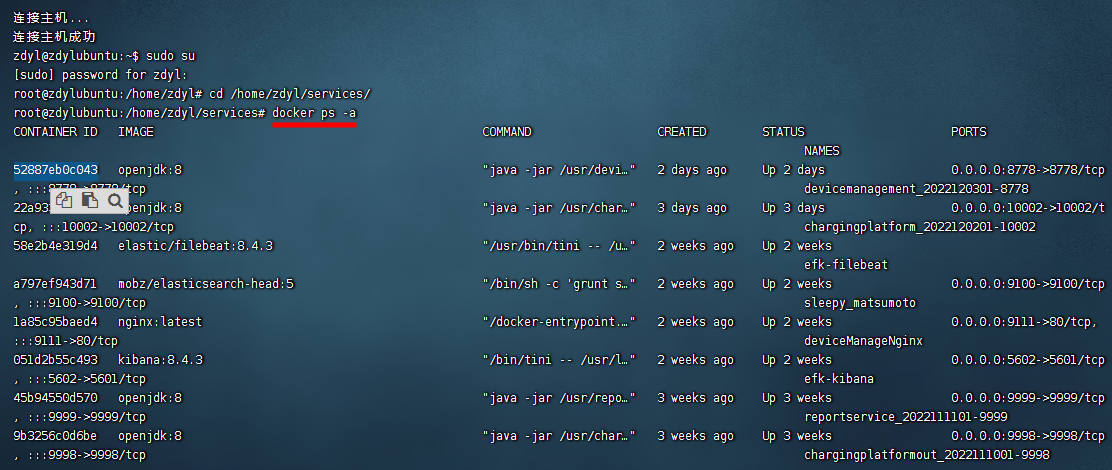 连接主机...
连接主机成功
zdyl@zdylubuntu:~$ sudo su
[sudo] password for zdyl:
root@zdylubuntu:/home/zdyl# cd /home/zdyl/services/
root@zdylubuntu:/home/zdyl/services# docker ps -a
CONTAINER ID IMAGE COMMAND CREATED STATUS PORTS
NAMES
52887eb0c043 openjdk:8 "java -jar /usr/devi…" 2 days ago Up 2 days 0.0.0.0:8778->8778/tcp
, :::8778->8778/tcp devicemanagement_2022120301-8778
22a93 openjdk:8 "java -jar /usr/char…" 3 days ago Up 3 days 0.0.0.0:10002->10002/t
cp, :::10002->10002/tcp chargingplatform_2022120201-10002
58e2b4e319d4 elastic/filebeat:8.4.3 "/usr/bin/tini -- /u…" 2 weeks ago Up 2 weeks
efk-filebeat
a797ef943d71 mobz/elasticsearch-head:5 "/bin/sh -c 'grunt s…" 2 weeks ago Up 2 weeks 0.0.0.0:9100->9100/tcp
, :::9100->9100/tcp sleepy_matsumoto
1a85c95baed4 nginx:latest "/docker-entrypoint.…" 2 weeks ago Up 2 weeks 0.0.0.0:9111->80/tcp,
:::9111->80/tcp deviceManageNginx
051d2b55c493 kibana:8.4.3 "/bin/tini -- /usr/l…" 2 weeks ago Up 2 weeks 0.0.0.0:5602->5601/tcp
, :::5602->5601/tcp efk-kibana
45b94550d570 openjdk:8 "java -jar /usr/repo…" 3 weeks ago Up 3 weeks 0.0.0.0:9999->9999/tcp
, :::9999->9999/tcp reportservice_2022111101-9999
9b3256c0d6be openjdk:8 "java -jar /usr/char…" 3 weeks ago Up 3 weeks 0.0.0.0:9998->9998/tcp
, :::9998->9998/tcp chargingplatformout_2022111001-9998